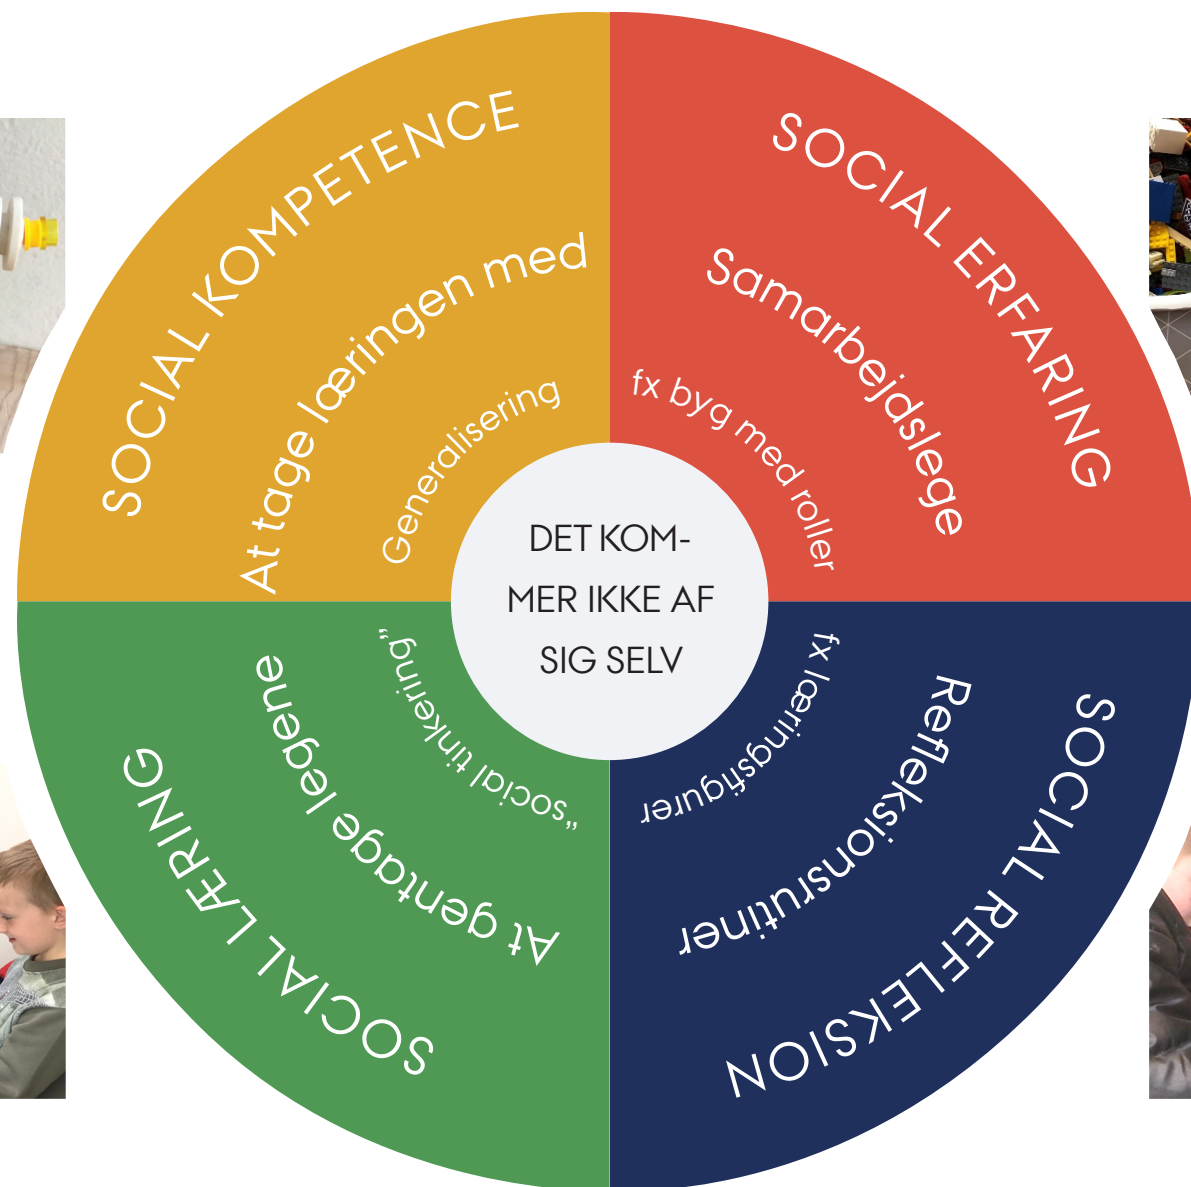 SOCIAL KOMPETENCE
At tage læringen med
Generalisering
SOCIAL ERFARING
Samarbejdslege
fx byg med roller
DET KOM-
MER IKKE AF
SIG SELV
SOCIAL REFLEKSION
Refleksionsrutiner
fx læringsfigurer
SOCIAL LÆRING
At gentage legene
“social tinkering”